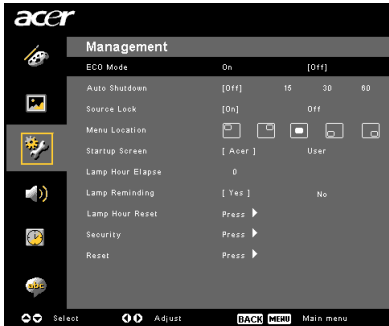 acer
Management
ECO Mode On [Off]
Auto Shutdown [Off] 15 30 60
Source Lock [On] Off
Menu Location
Startup Screen [ Acer ] User
Lamp Hour Elapse 0
Lamp Reminding [ Yes ] No
Lamp Hour Reset Press
Security Press
Reset Press
abc
Select Adjust BACK MENU Main menu